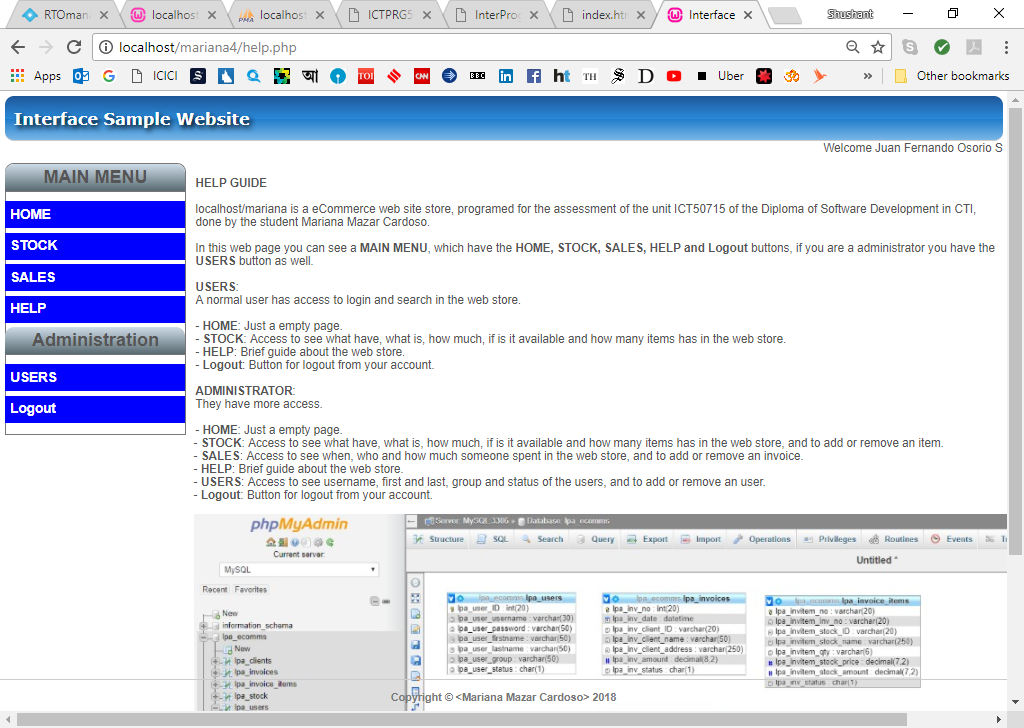 RTOman
localhos
localhost
ICTPRG5
InterProg
index.htm
Interface
Shushant
localhost/mariana4/help.php
Apps
ICICI
Uber
Other bookmarks
Interface Sample Website
Welcome Juan Fernando Osorio S
MAIN MENU
HOME
STOCK
SALES
HELP
Administration
USERS
Logout
HELP GUIDE
localhost/mariana is a eCommerce web site store, programed for the assessment of the unit ICT50715 of the Diploma of Software Development in CTI,
done by the student Mariana Mazar Cardoso.
In this web page you can see a MAIN MENU, which have the HOME, STOCK, SALES, HELP and Logout buttons, if you are a administrator you have the
USERS button as well.
USERS:
A normal user has access to login and search in the web store.
- HOME: Just a empty page.
- STOCK: Access to see what have, what is, how much, if is it available and how many items has in the web store.
- HELP: Brief guide about the web store.
- Logout: Button for logout from your account.
ADMINISTRATOR:
They have more access.
- HOME: Just a empty page.
- STOCK: Access to see what have, what is, how much, if is it available and how many items has in the web store, and to add or remove an item.
- SALES: Access to see when, who and how much someone spent in the web store, and to add or remove an invoice.
- HELP: Brief guide about the web store.
- USERS: Access to see username, first and last, group and status of the users, and to add or remove an user.
- Logout: Button for logout from your account.
phpMyAdmin
Current server:
MySQL
Recent Favorites
New
information_schema
lpa_ecomms
New
lpa_clients
lpa_invoices
lpa_invoice_items
lpa_stock
lpa_users
Server: MySQL:3306 » Database: lpa_ecomms
Structure SQL Search Query Export Import Operations Privileges Routines Events
Untitled *
lpa_ecomms lpa_users
lpa_user_ID : int(20)
lpa_user_username : varchar(30)
lpa_user_password : varchar(50)
lpa_user_firstname : varchar(50)
lpa_user_lastname : varchar(50)
lpa_user_group : varchar(50)
lpa_user_status : char(1)
lpa_ecomms lpa_invoices
lpa_inv_no : int(20)
lpa_inv_date : datetime
lpa_inv_client_ID : varchar(20)
lpa_inv_client_name : varchar(50)
lpa_inv_client_address : varchar(250)
lpa_inv_amount : decimal(8,2)
lpa_inv_status : char(1)
lpa_ecomms lpa_invoice_items
lpa_invitem_no : varchar(20)
lpa_invitem_inv_no : varchar(20)
lpa_invitem_stock_ID : varchar(20)
lpa_invitem_stock_name : varchar(250)
lpa_invitem_qty : varchar(6)
lpa_invitem_stock_price : decimal(7,2)
lpa_invitem_stock_amount : decimal(7,2)
lpa_inv_status : char(1)
Copyright © <Mariana Mazar Cardoso> 2018